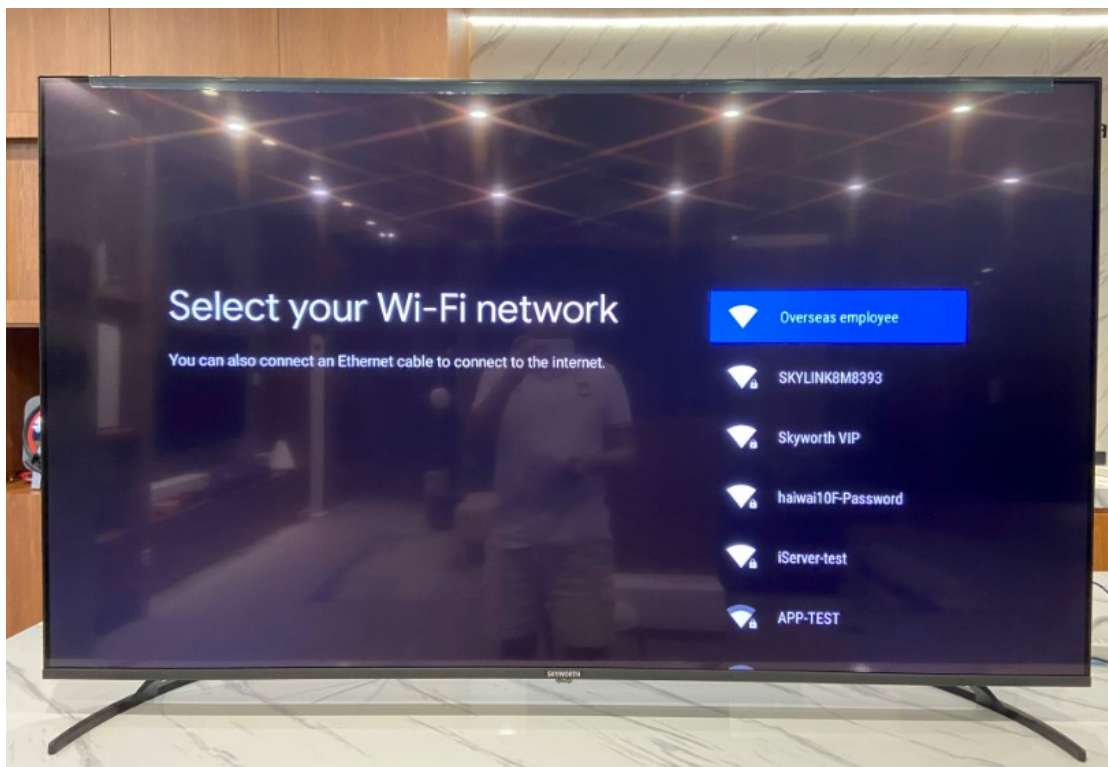 Select your Wi-Fi network
You can also connect an Ethernet cable to connect to the internet.
Overseas employee
SKYLINK8M8393
Skyworth VIP
haiwai10F-Password
iServer-test
APP-TEST
SKYWORTH